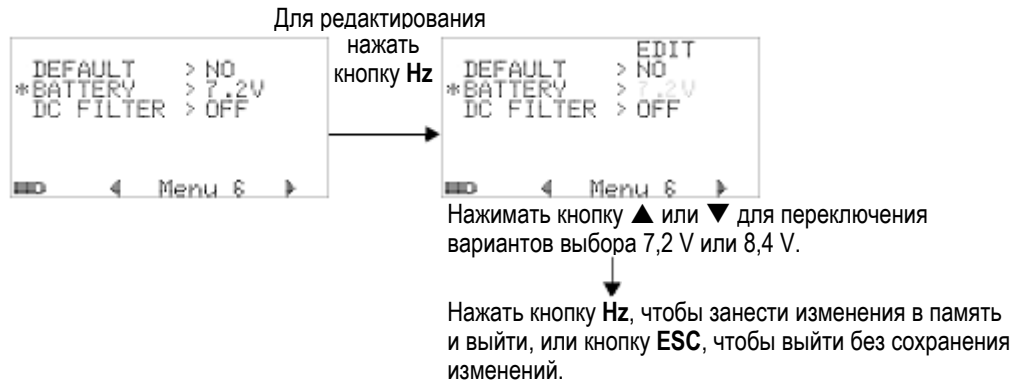 Для редактирования
нажать
кнопку Hz
DEFAULT > NO
*BATTERY > 7.2V
DC FILTER > OFF
Menu 6
EDIT
DEFAULT > NO
*BATTERY > 7.2V
DC FILTER > OFF
Menu 6
Нажимать кнопку ▲ или ▼ для переключения
вариантов выбора 7,2 V или 8,4 V.
Нажать кнопку Hz, чтобы занести изменения в память
и выйти, или кнопку ESC, чтобы выйти без сохранения
изменений.